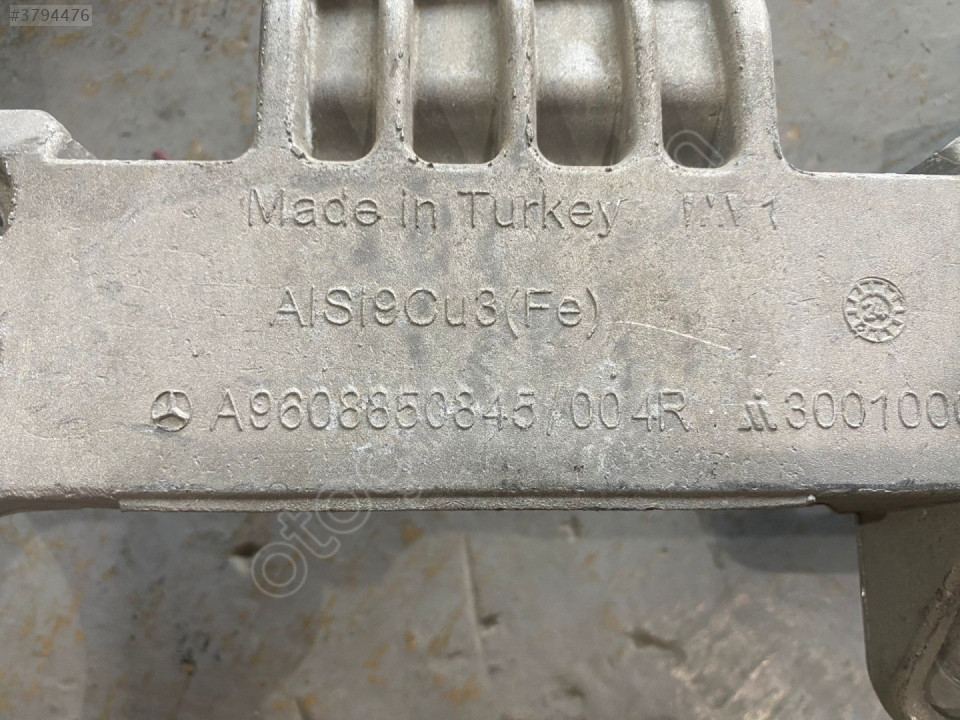 #3794476
Made in Turkey
AlSi9Cu3(Fe)
A9608850845/004R 3001000